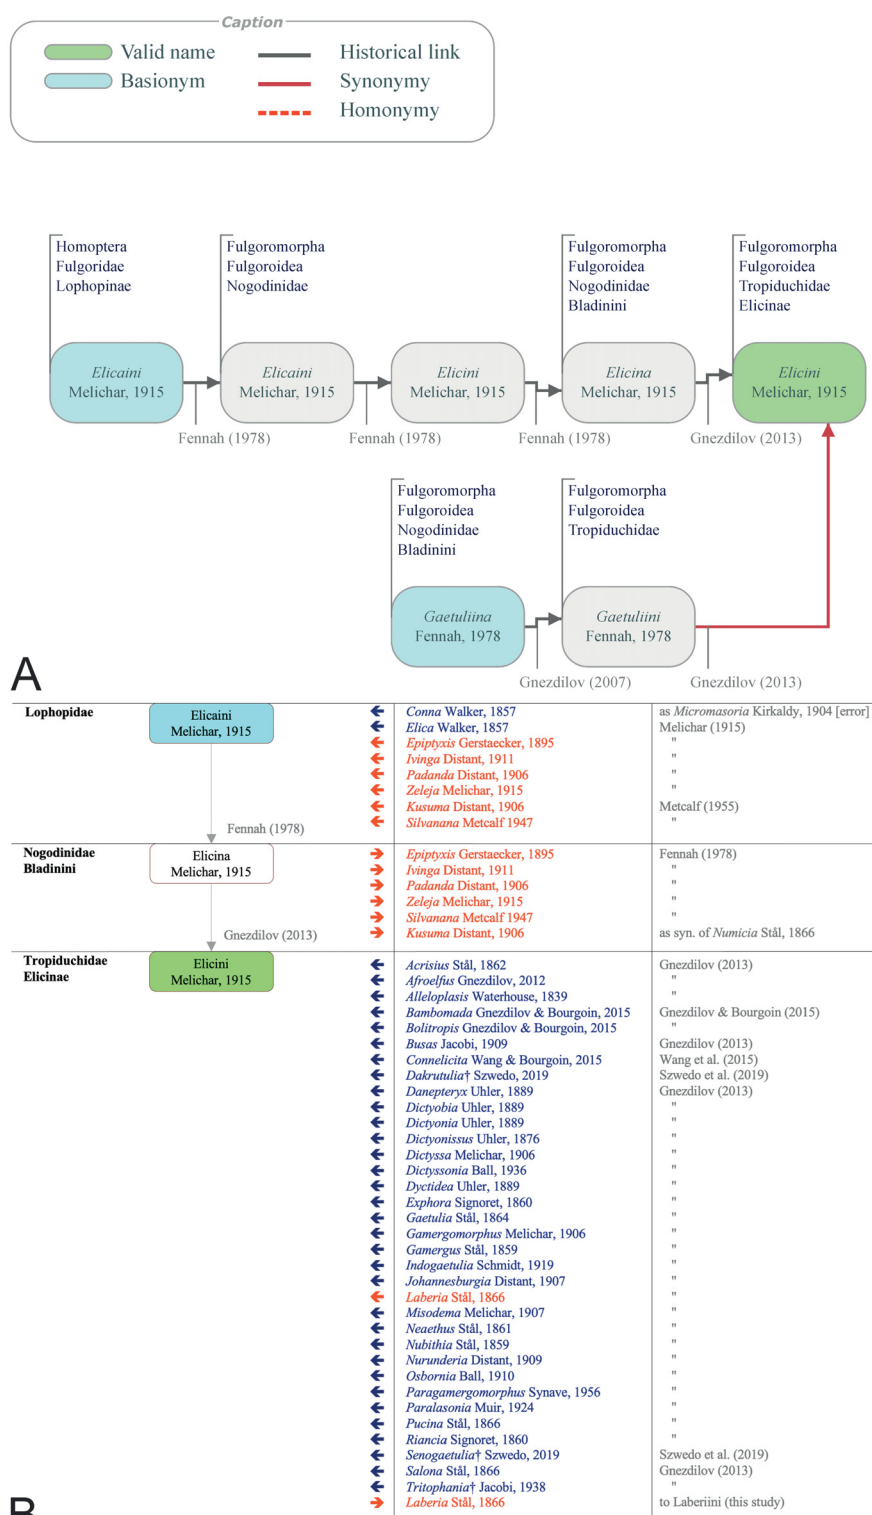 Caption
Valid name
Historical link
Basionym
Synonymy
Homonymy
Homoptera
Fulgoridae
Lophopinae
Fulgoromorpha
Fulgoroidea
Nogodinidae
Fulgoromorpha
Fulgoroidea
Nogodinidae
Bladinini
Fulgoromorpha
Fulgoroidea
Tropiduchidae
Elicinae
Elicaini
Melichar, 1915
Elicaini
Melichar, 1915
Elicini
Melichar, 1915
Elicina
Melichar, 1915
Elicini
Melichar, 1915
Fennah (1978)
Fennah (1978)
Fennah (1978)
Gnezdilov (2013)
Fulgoromorpha
Fulgoroidea
Nogodinidae
Bladinini
Fulgoromorpha
Fulgoroidea
Tropiduchidae
Gaetuliina
Fennah, 1978
Gaetuliini
Fennah, 1978
Gnezdilov (2007)
Gnezdilov (2013)
A
Lophopidae
Elicaini
Melichar, 1915
Conna Walker, 1857 as Micromasoria Kirkaldy, 1904 [error]
Elica Walker, 1857 Melichar (1915)
Epiptyxis Gerstaecker, 1895 "
Ivinga Distant, 1911 "
Padanda Distant, 1906 "
Zeleja Melichar, 1915 "
Kusuma Distant, 1906 Metcalf (1955)
Silvanana Metcalf 1947 "
Fennah (1978)
Nogodinidae
Bladinini
Elicina
Melichar, 1915
Epiptyxis Gerstaecker, 1895 Fennah (1978)
Ivinga Distant, 1911 "
Padanda Distant, 1906 "
Zeleja Melichar, 1915 "
Silvanana Metcalf 1947 "
Kusuma Distant, 1906 as syn. of Numicia Stål, 1866
Gnezdilov (2013)
Tropiduchidae
Elicinae
Elicini
Melichar, 1915
Acrisius Stål, 1862 Gnezdilov (2013)
Afroelfus Gnezdilov, 2012 "
Alleloplasis Waterhouse, 1839 "
Bambomada Gnezdilov & Bourgoin, 2015 Gnezdilov & Bourgoin (2015)
Bolitropis Gnezdilov & Bourgoin, 2015 "
Busas Jacobi, 1909 Gnezdilov (2013)
Connelicita Wang & Bourgoin, 2015 Wang et al. (2015)
Dakrutulia† Szwedo, 2019 Szwedo et al. (2019)
Danepteryx Uhler, 1889 Gnezdilov (2013)
Dictyobia Uhler, 1889 "
Dictyonia Uhler, 1889 "
Dictyonissus Uhler, 1876 "
Dictyssa Melichar, 1906 "
Dictyssonia Ball, 1936 "
Dyctidea Uhler, 1889 "
Exphora Signoret, 1860 "
Gaetulia Stål, 1864 "
Gamergomorphus Melichar, 1906 "
Gamergus Stål, 1859 "
Indogaetulia Schmidt, 1919 "
Johannesburgia Distant, 1907 "
Laberia Stål, 1866 "
Misodema Melichar, 1907 "
Neaethus Stål, 1861 "
Nubithia Stål, 1859 "
Nurunderia Distant, 1909 "
Osbornia Ball, 1910 "
Paragamergomorphus Synave, 1956 "
Paralasonia Muir, 1924 "
Pucina Stål, 1866 "
Riancia Signoret, 1860 "
Senogaetulia† Szwedo, 2019 Szwedo et al. (2019)
Salona Stål, 1866 Gnezdilov (2013)
Tritophania† Jacobi, 1938 "
Laberia Stål, 1866 to Laberiini (this study)
B